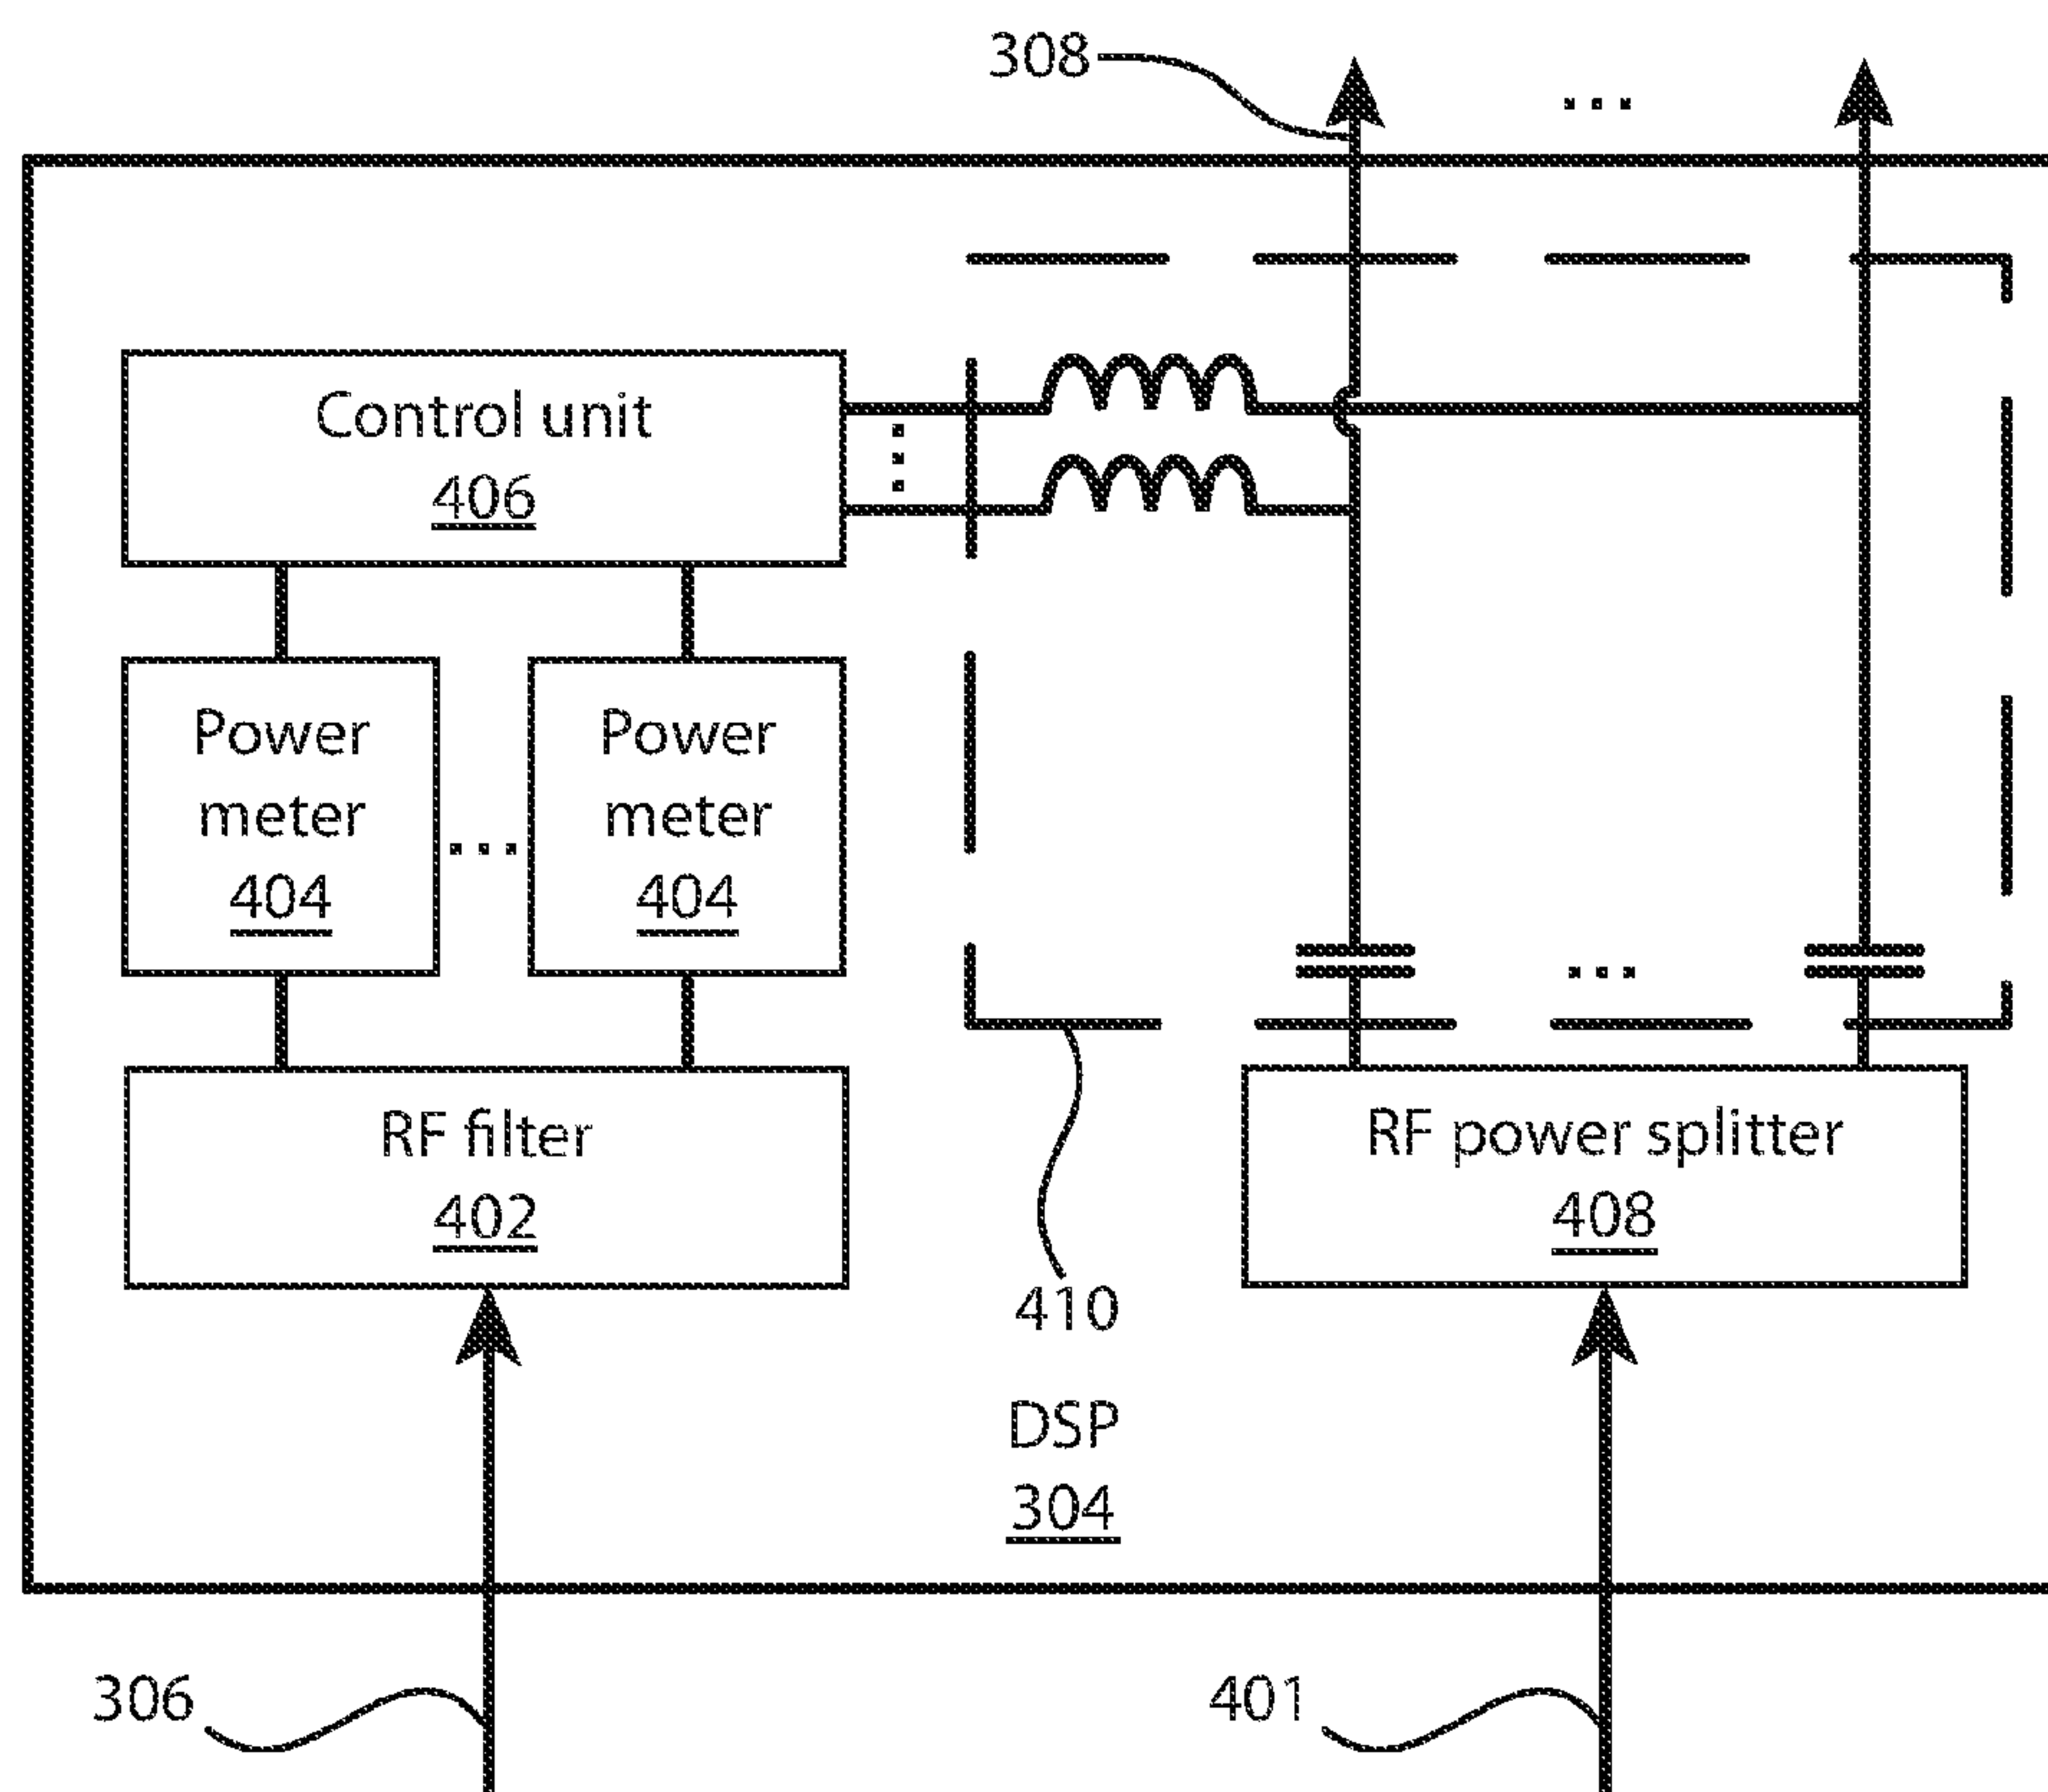 308
...
Control unit
406
Power
meter
404
...
Power
meter
404
...
RF filter
402
RF power splitter
408
410
DSP
304
306
401